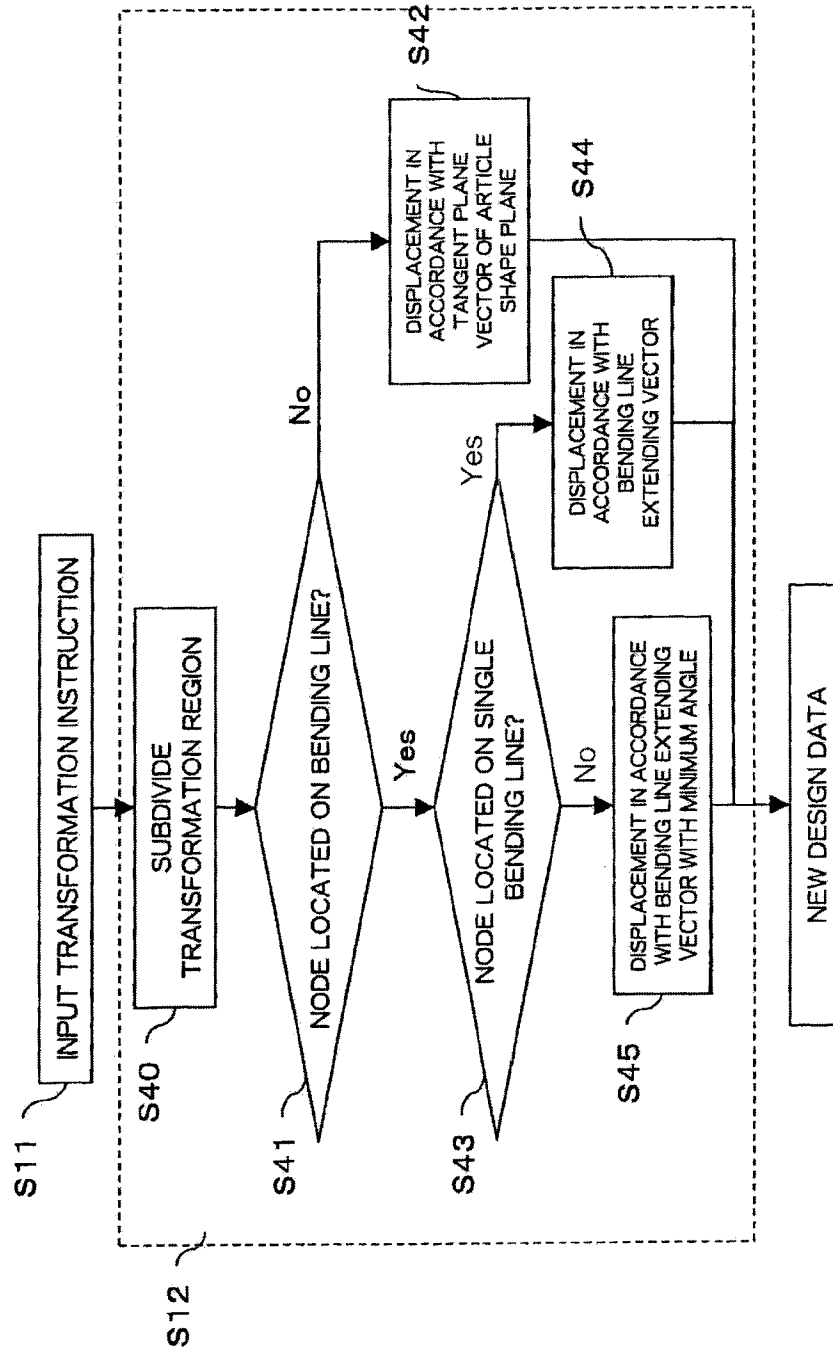 S11
INPUT TRANSFORMATION INSTRUCTION
S12
S40
SUBDIVIDE
TRANSFORMATION REGION
S41
NODE LOCATED ON BENDING LINE?
No
Yes
S42
DISPLACEMENT IN
ACCORDANCE WITH
TANGENT PLANE
VECTOR OF ARTICLE
SHAPE PLANE
S43
NODE LOCATED ON SINGLE
BENDING LINE?
Yes
No
S44
DISPLACEMENT IN
ACCORDANCE WITH
BENDING LINE
EXTENDING VECTOR
S45
DISPLACEMENT IN ACCORDANCE
WITH BENDING LINE EXTENDING
VECTOR WITH MINIMUM ANGLE
NEW DESIGN DATA